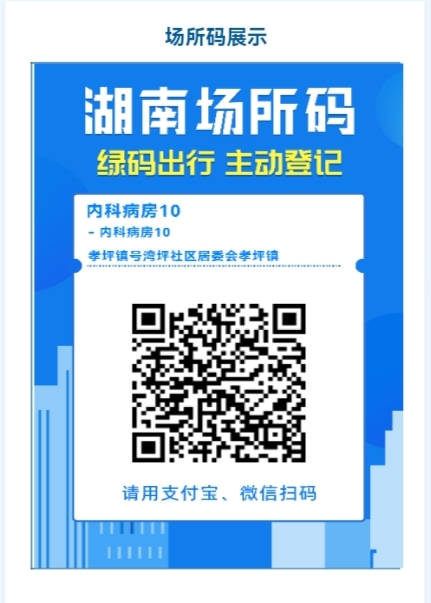 场所码展示
湖南场所码
绿码出行 主动登记
内科病房10
- 内科病房10
孝坪镇号湾坪社区居委会孝坪镇
请用支付宝、微信扫码